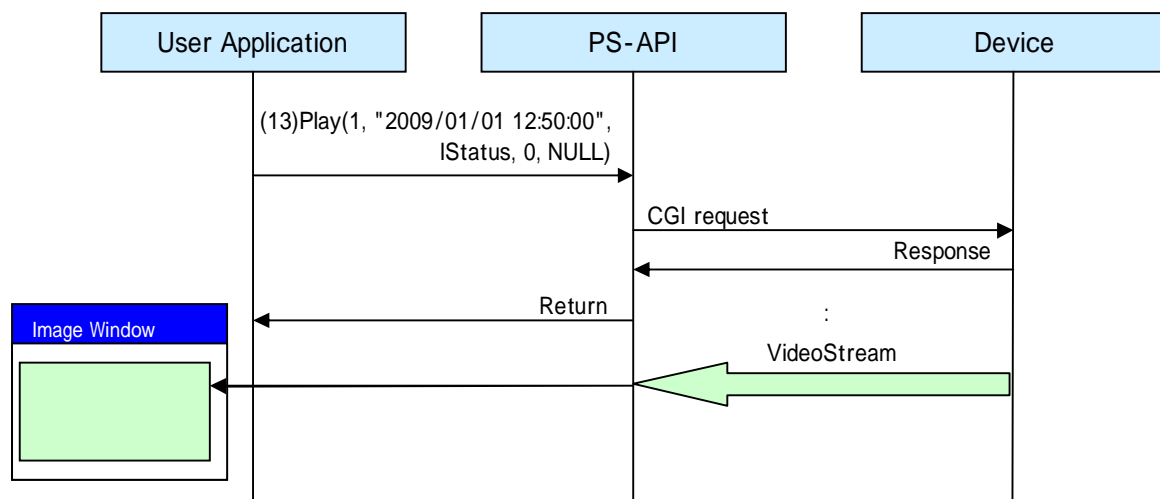 User Application
PS-API
Device
(13)Play(1, "2009/01/01 12:50:00",
lStatus, 0, NULL)
CGI request
Response
Return
:
Image Window
VideoStream